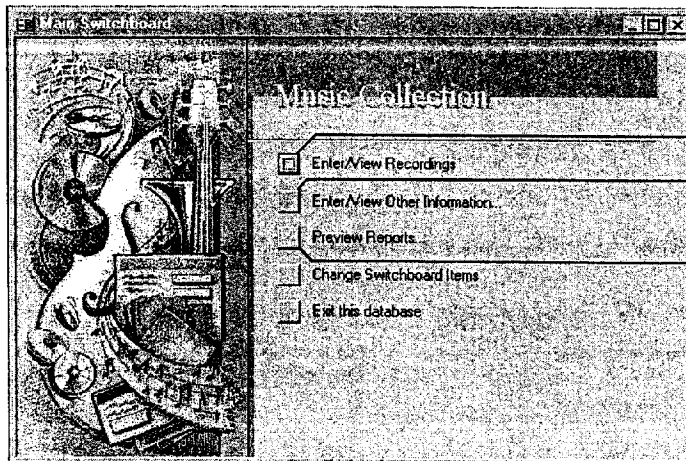 Main Switchboard
Music Collection
Enter/View Recordings
Enter/View Other Information...
Preview Reports...
Change Switchboard Items
Exit this database